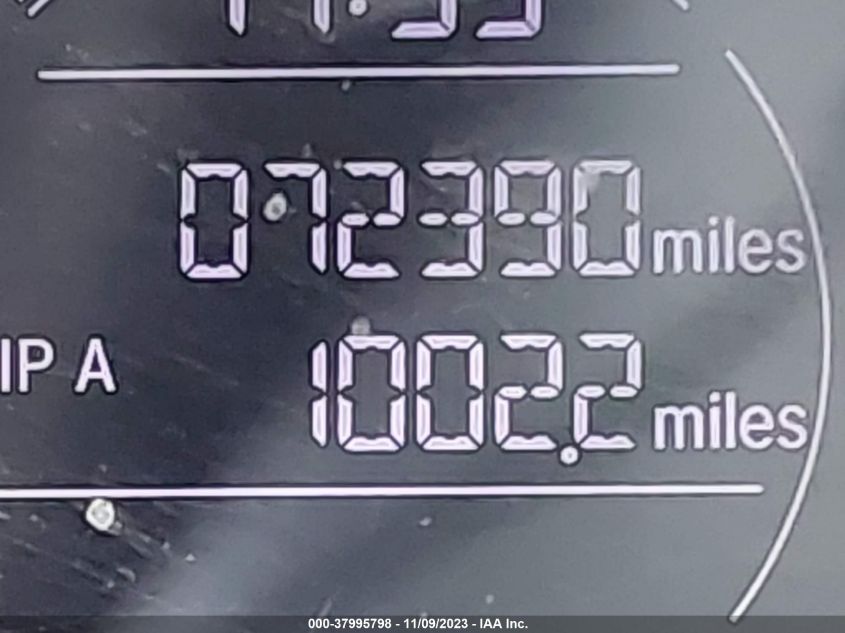 072390 miles
IP A 1002.2 miles
000-37995798 - 11/09/2023 - IAA Inc.